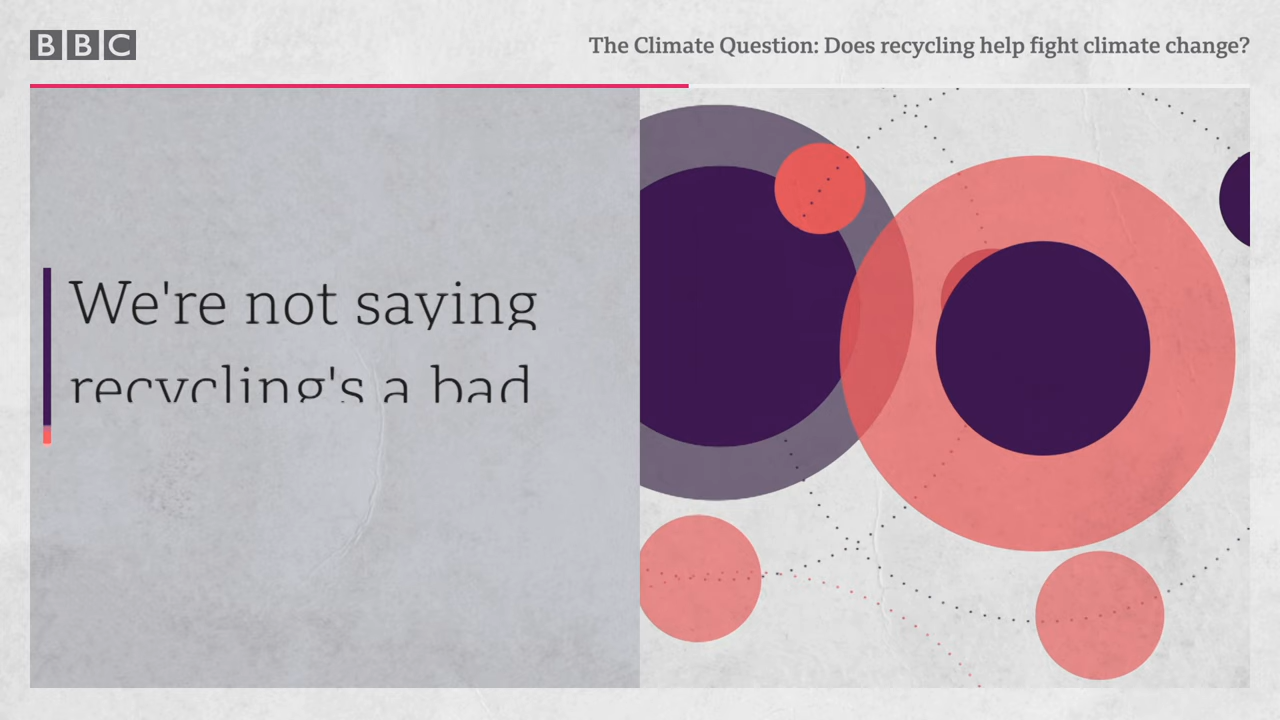 BBC
The Climate Question: Does recycling help fight climate change?
We're not saying
recycling's a bad